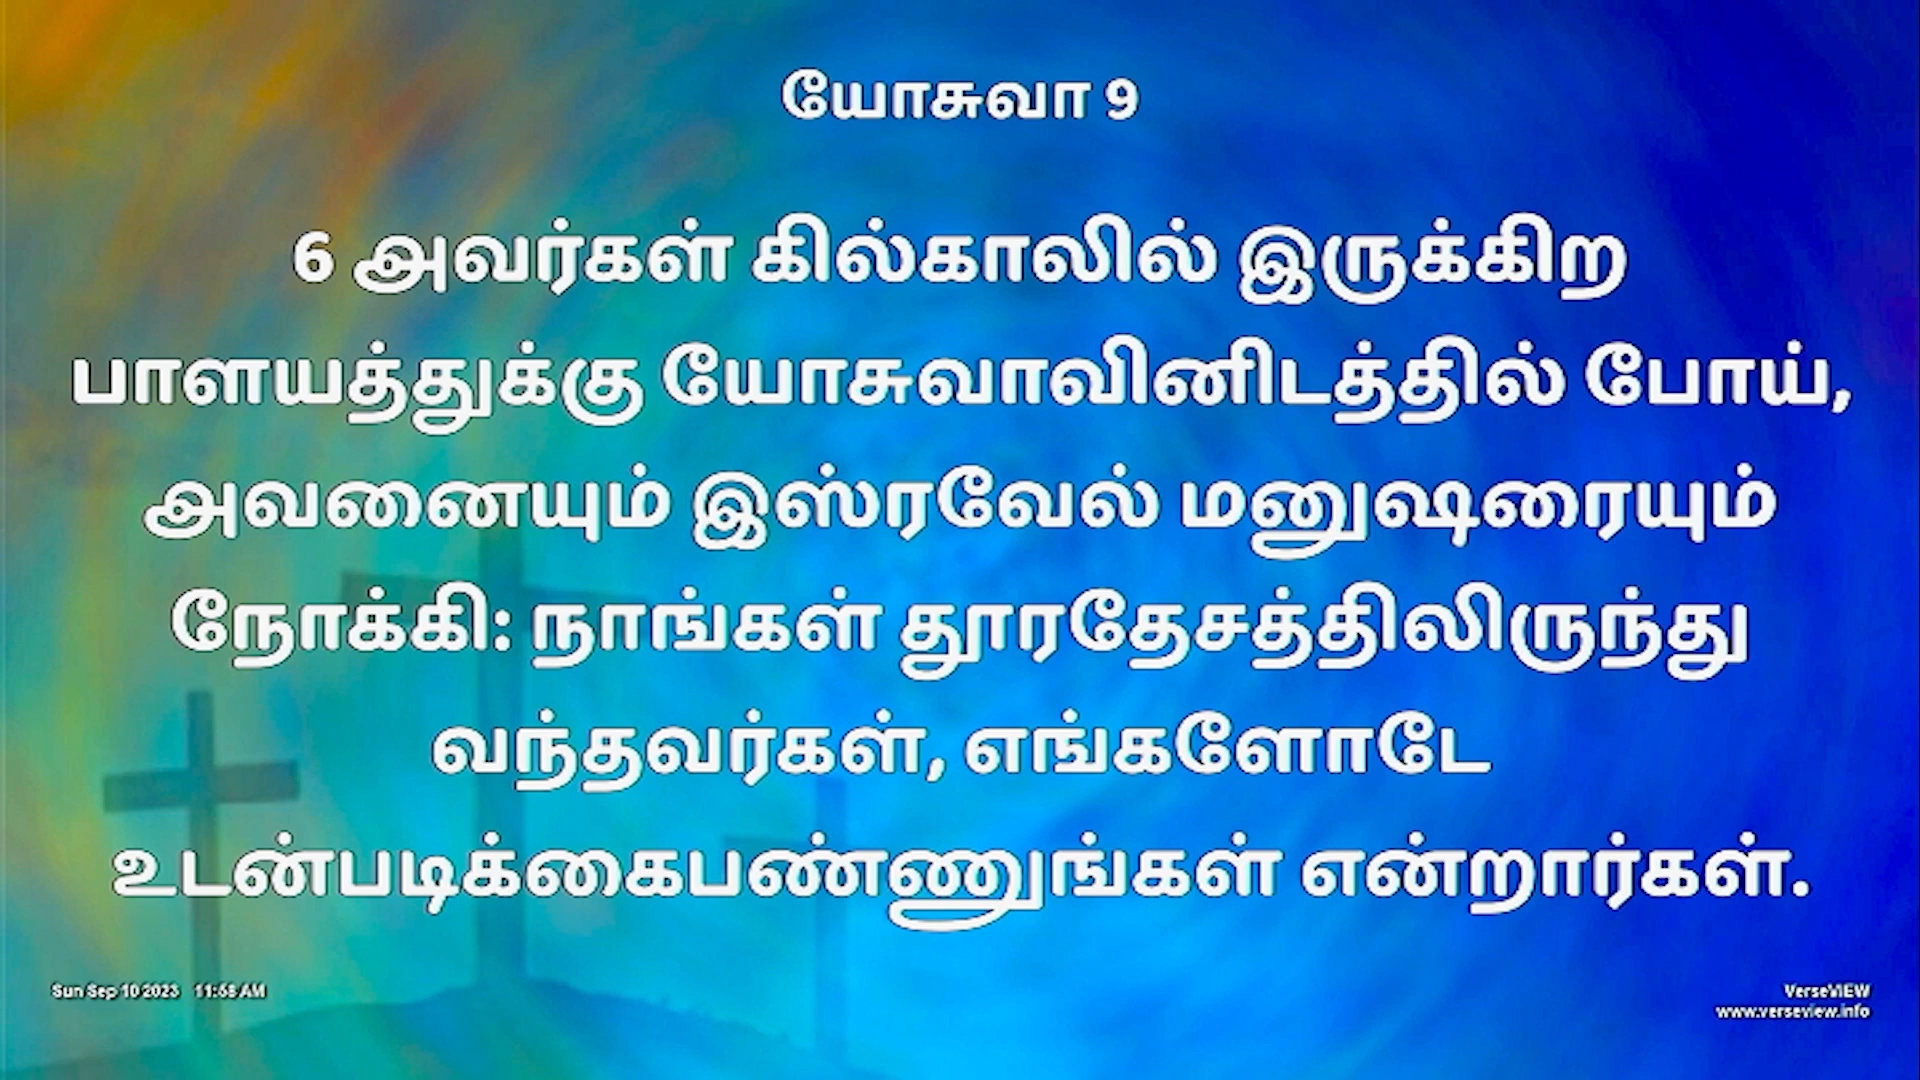 யோசுவா 9
6 அவர்கள் கில்காலில் இருக்கிற
பாளயத்துக்கு யோசுவாவினிடத்தில் போய்,
அவனையும் இஸ்ரவேல் மனுஷரையும்
நோக்கி: நாங்கள் தூரதேசத்திலிருந்து
வந்தவர்கள், எங்களோடே
உடன்படிக்கைபண்ணுங்கள் என்றார்கள்.
Sun Sep 10 2023 11:58 AM
VerseVIEW
www.verseview.info